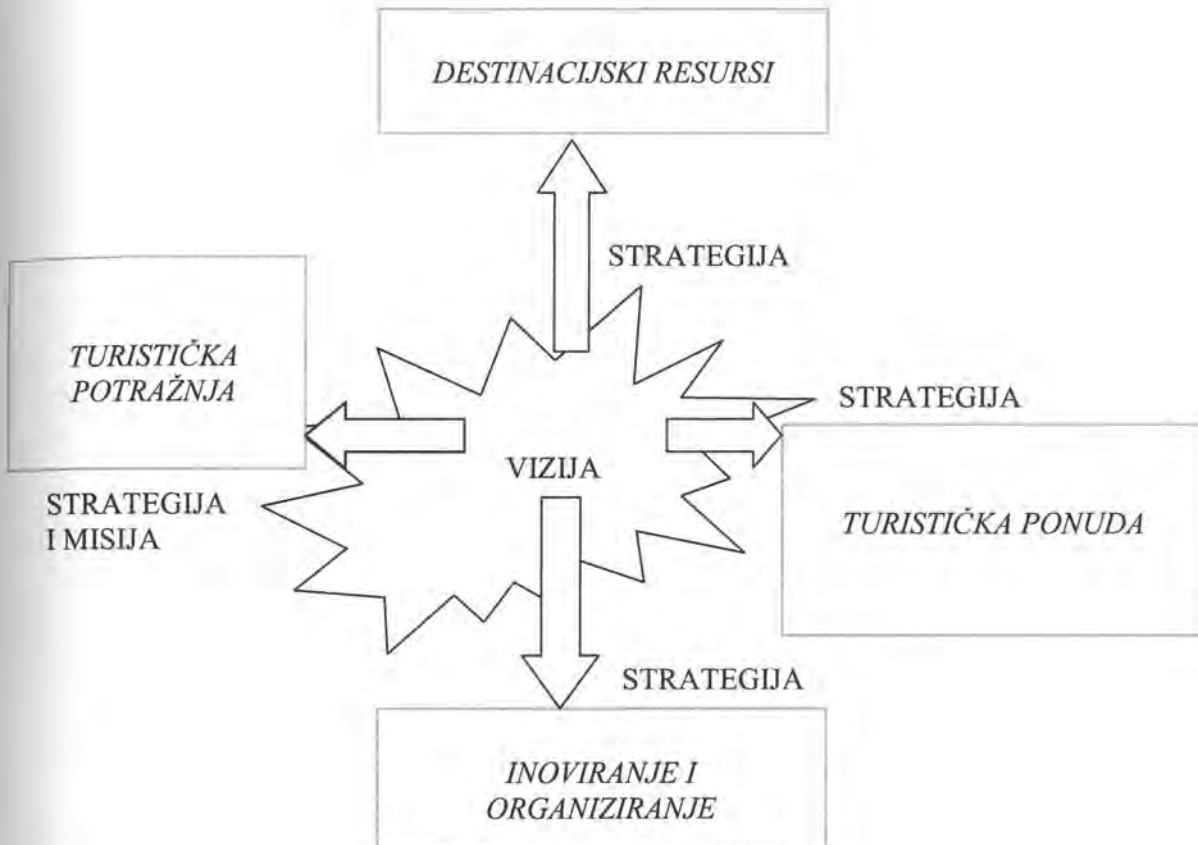 DESTINACIJSKI RESURSI
STRATEGIJA
TURISTIČKA
POTRAŽNJA
STRATEGIJA
VIZIJA
STRATEGIJA
I MISIJA
TURISTIČKA PONUDA
STRATEGIJA
INOVIRANJE I
ORGANIZIRANJE